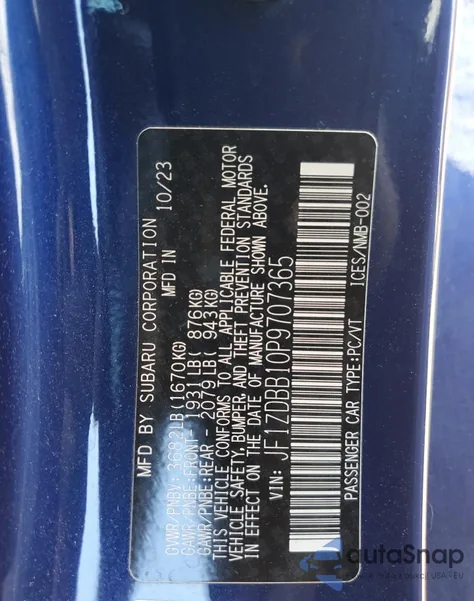 MFD BY SUBARU CORPORATION 10/23
MFD IN
GVWR/PNBV: 3682LB(1670KG)
GAWR/PNBE:FRONT- 1931LB( 876KG)
GAWR/PNBE:REAR - 2079LB( 943KG)
THIS VEHICLE CONFORMS TO ALL APPLICABLE FEDERAL MOTOR
VEHICLE SAFETY, BUMPER, AND THEFT PREVENTION STANDARDS
IN EFFECT ON THE DATE OF MANUFACTURE SHOWN ABOVE.
VIN: JF1ZDBB10P9707365
PASSENGER CAR TYPE:PC/VT ICES/NMB-002
autoSnap